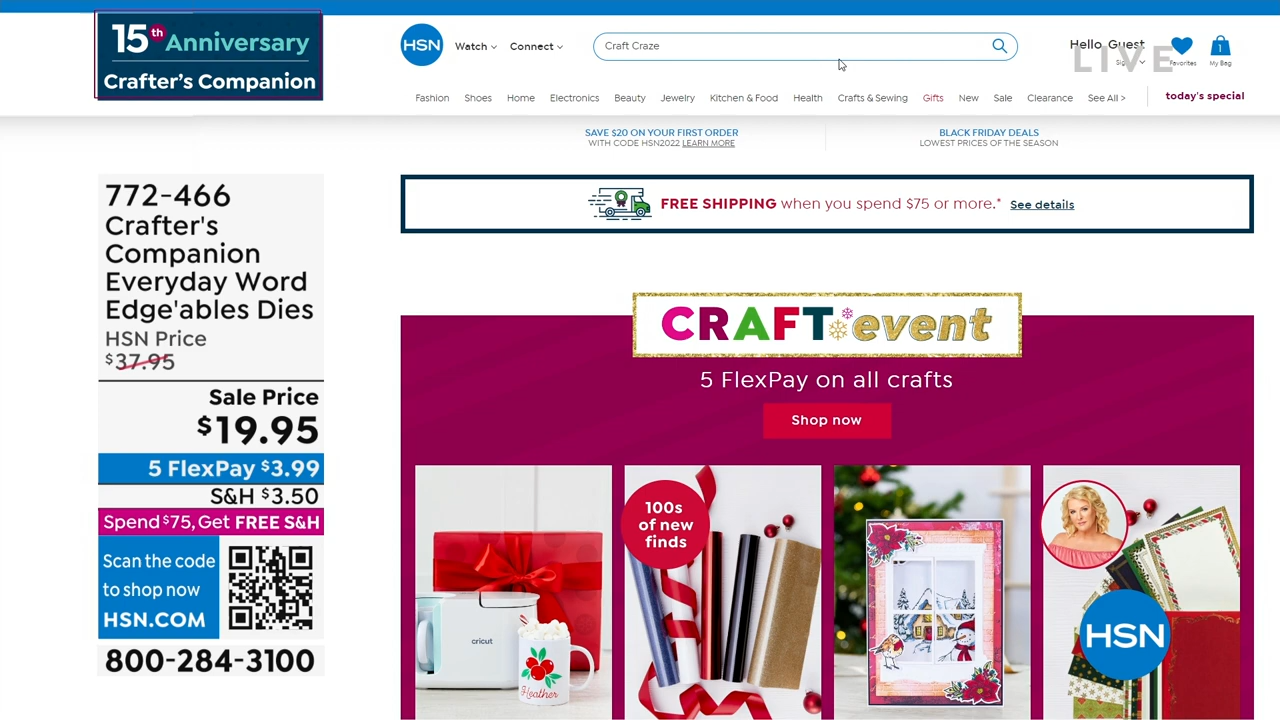 15th Anniversary
Crafter's Companion
HSN
Watch
Connect
Craft Craze
Hello, Guest
LIVE
Favorites
1
My Bag
Fashion
Shoes
Home
Electronics
Beauty
Jewelry
Kitchen & Food
Health
Crafts & Sewing
Gifts
New
Sale
Clearance
See All >
today's special
SAVE $20 ON YOUR FIRST ORDER
WITH CODE HSN2022 LEARN MORE
BLACK FRIDAY DEALS
LOWEST PRICES OF THE SEASON
772-466
Crafter's
Companion
Everyday Word
Edge'ables Dies
HSN Price
$37.95
Sale Price
$19.95
5 FlexPay $3.99
S&H $3.50
Spend $75, Get FREE S&H
Scan the code
to shop now
HSN.COM
800-284-3100
FREE SHIPPING when you spend $75 or more.* See details
CRAFT event
5 FlexPay on all crafts
Shop now
cricut
Heather
100s
of new
finds
HSN